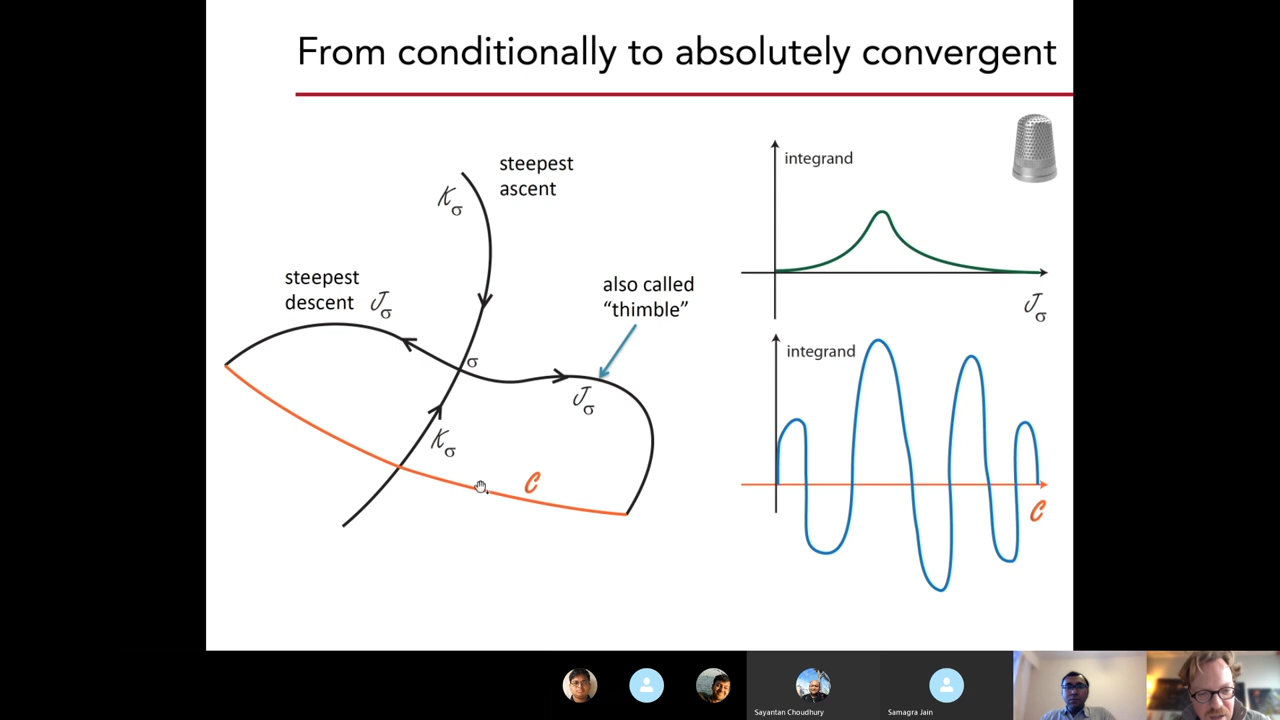 From conditionally to absolutely convergent
steepest
ascent
𝒦σ
steepest
descent 𝒥σ
σ
also called
“thimble”
𝒥σ
𝒦σ
𝒞
integrand
𝒥σ
integrand
𝒞
Sayantan Choudhury
Samagra Jain